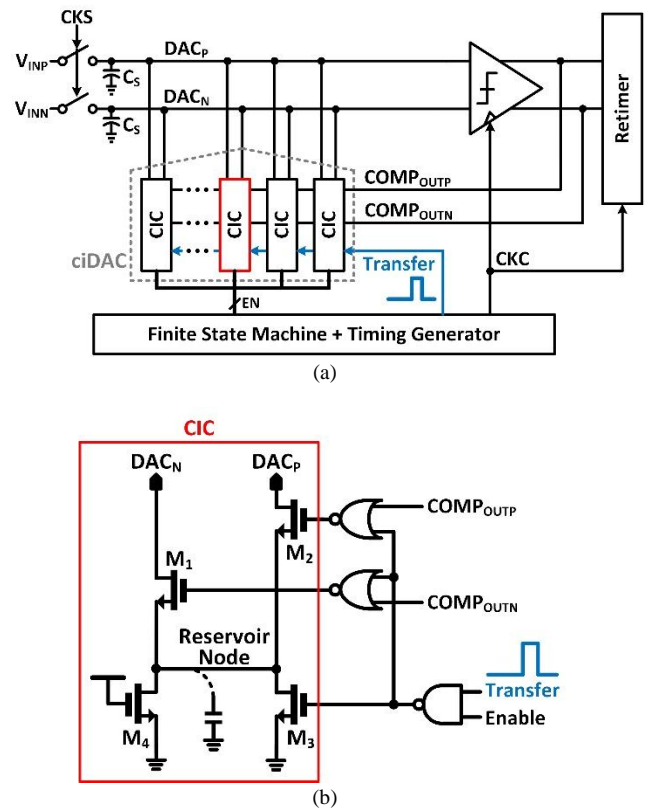 CKS
V_INP
DAC_P
C_S
V_INN
DAC_N
C_S
Retimer
CIC
CIC
CIC
CIC
COMP_OUTP
COMP_OUTN
ciDAC
Transfer
CKC
EN
Finite State Machine + Timing Generator
(a)
CIC
DAC_N
DAC_P
COMP_OUTP
M_2
M_1
COMP_OUTN
Reservoir
Node
Transfer
Enable
M_4
M_3
(b)